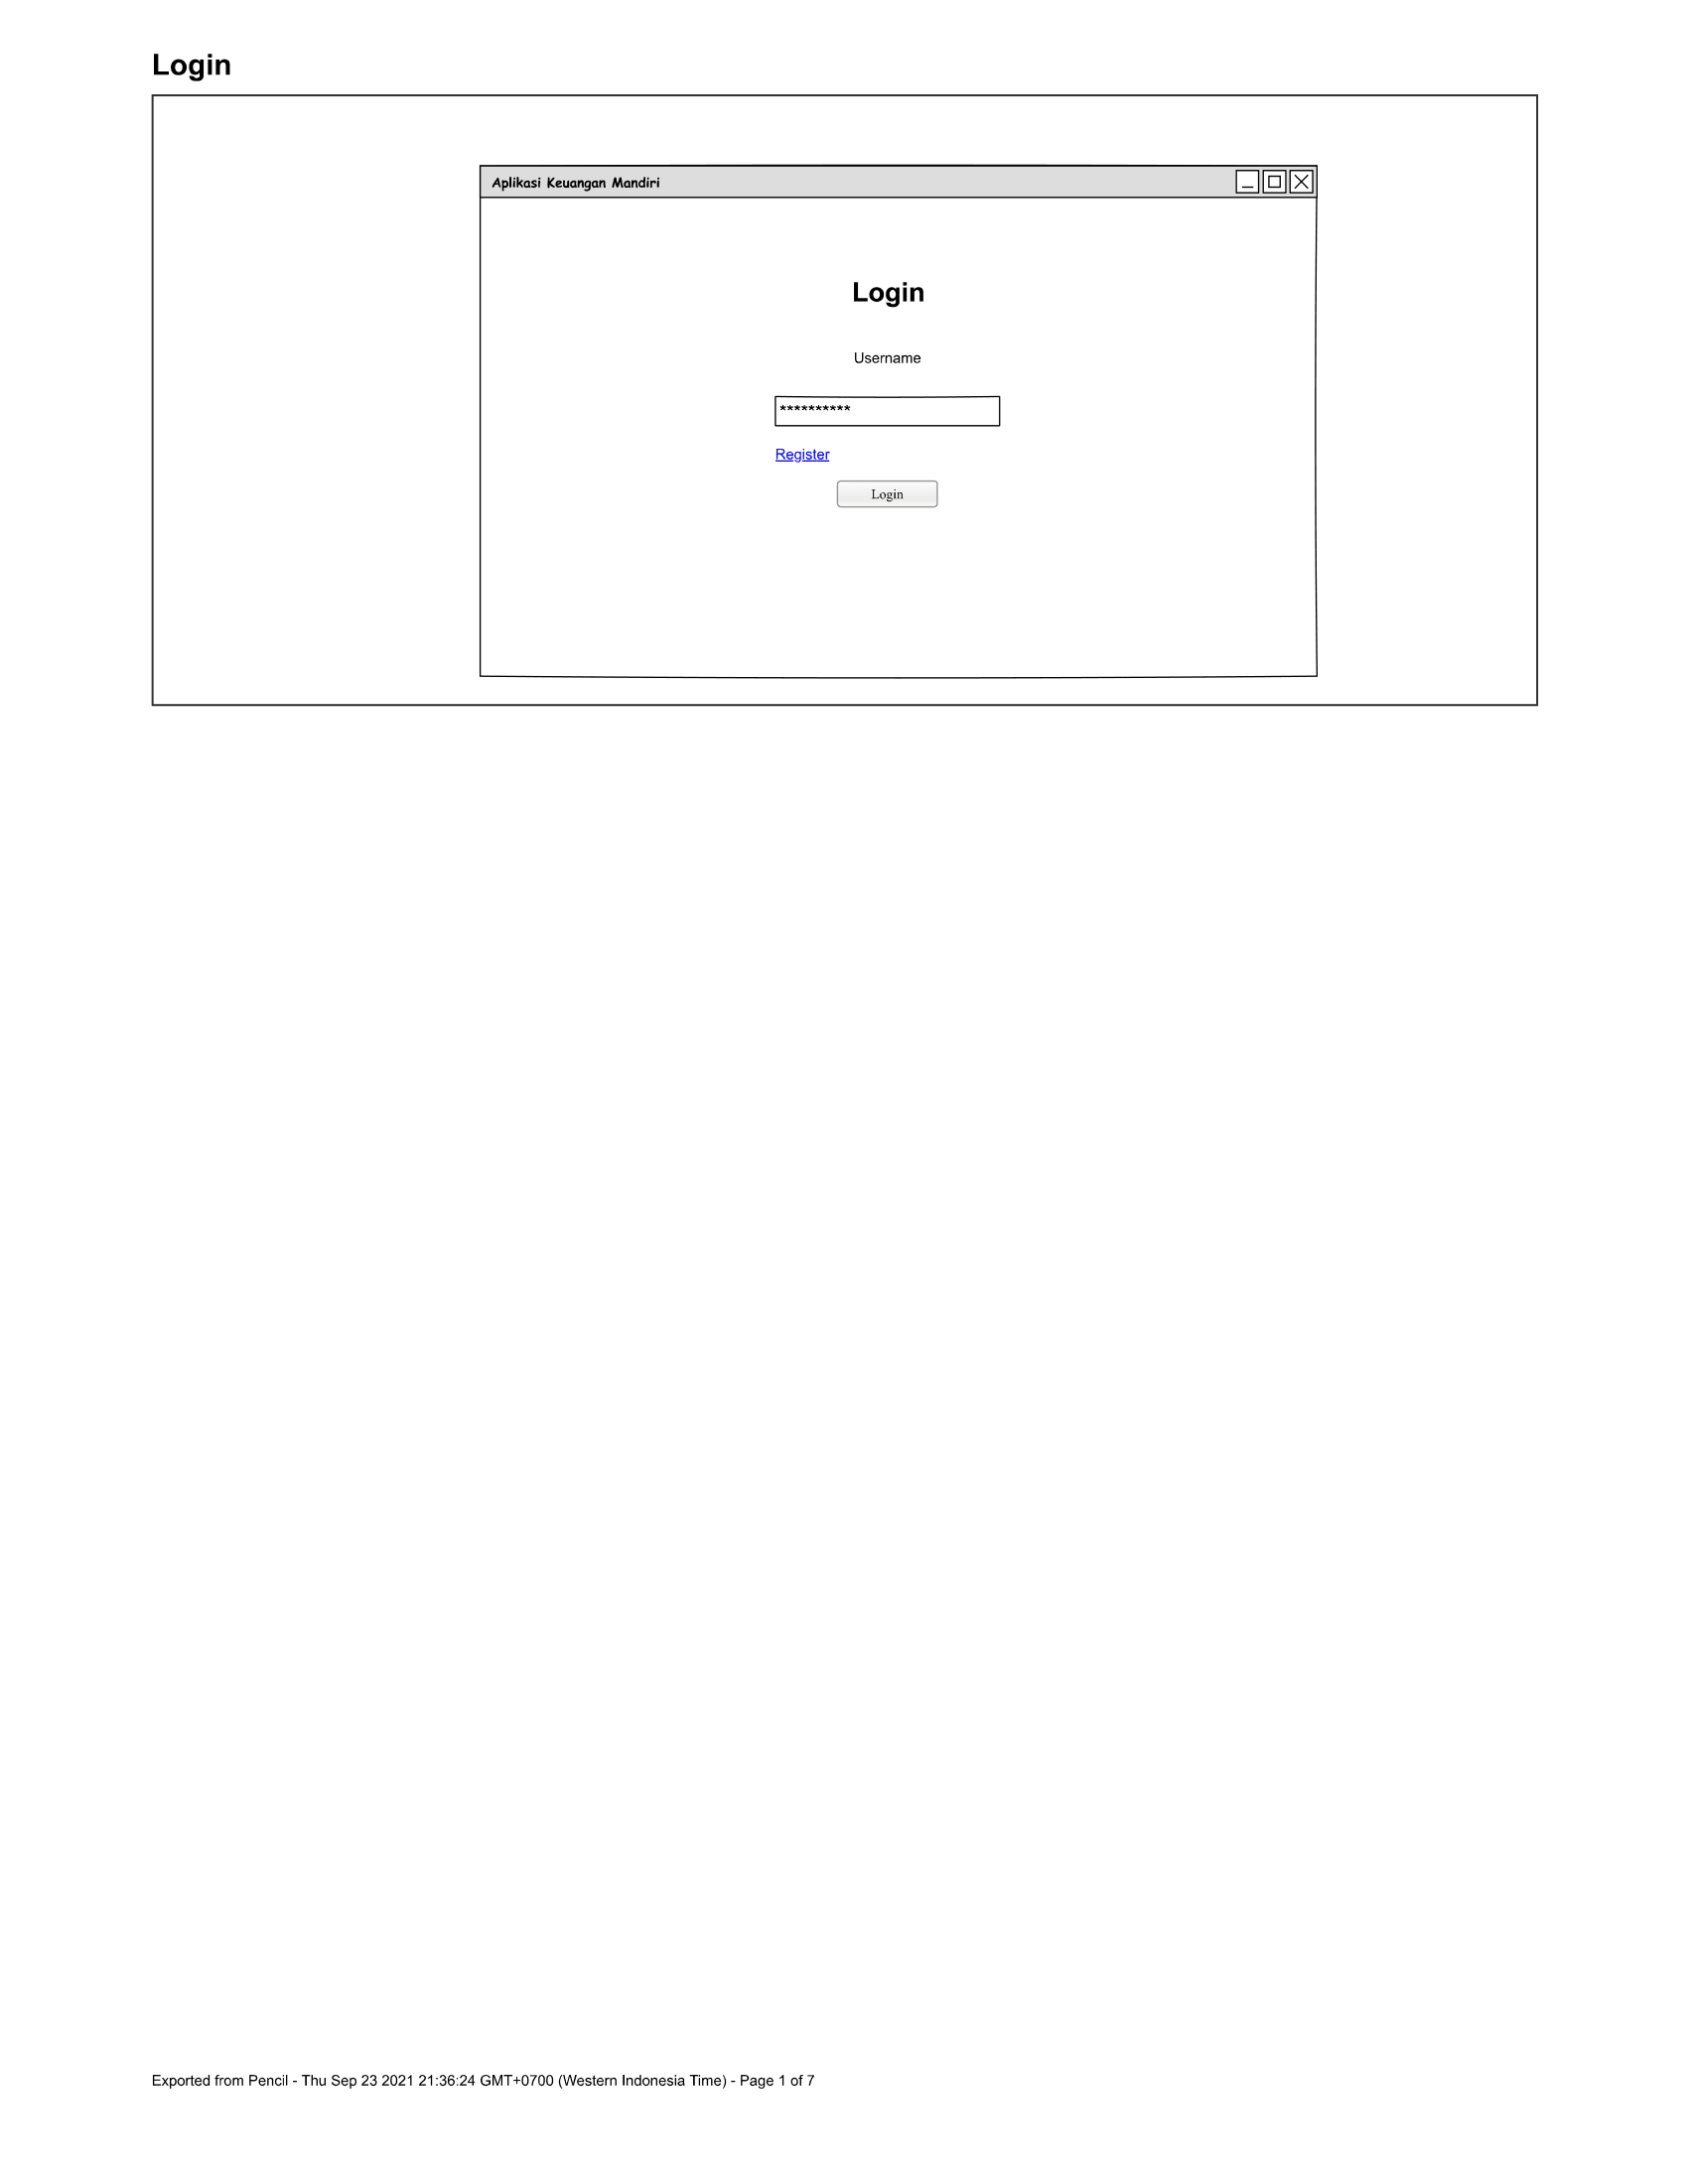 Login
Aplikasi Keuangan Mandiri
Login
Username
**********
Register
Login
Exported from Pencil - Thu Sep 23 2021 21:36:24 GMT+0700 (Western Indonesia Time) - Page 1 of 7